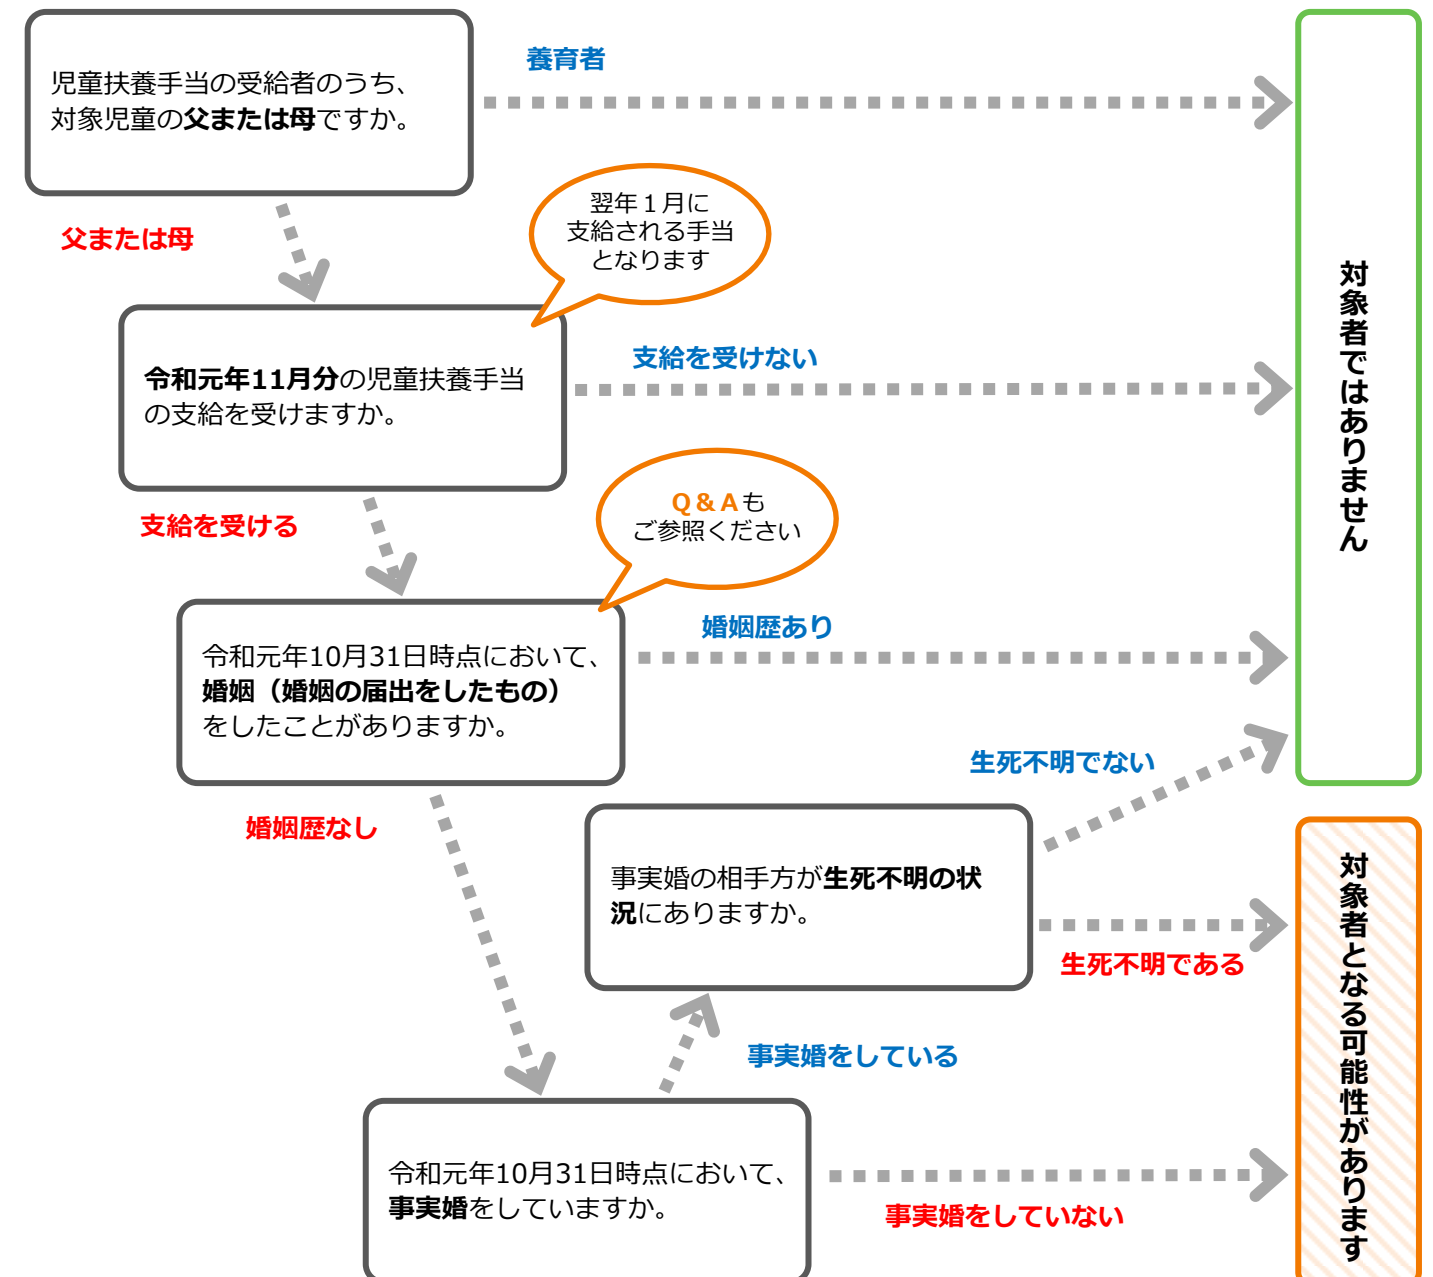 児童扶養手当の受給者のうち、
対象児童の父または母ですか。
養育者
父または母
翌年１月に
支給される手当
となります
令和元年11月分の児童扶養手当
の支給を受けますか。
支給を受けない
支給を受ける
Ｑ＆Ａも
ご参照ください
令和元年10月31日時点において、
婚姻（婚姻の届出をしたもの）
をしたことがありますか。
婚姻歴あり
婚姻歴なし
生死不明でない
事実婚の相手方が生死不明の状
況にありますか。
生死不明である
事実婚をしている
令和元年10月31日時点において、
事実婚をしていますか。
事実婚をしていない
対象者ではありません
対象者となる可能性があります